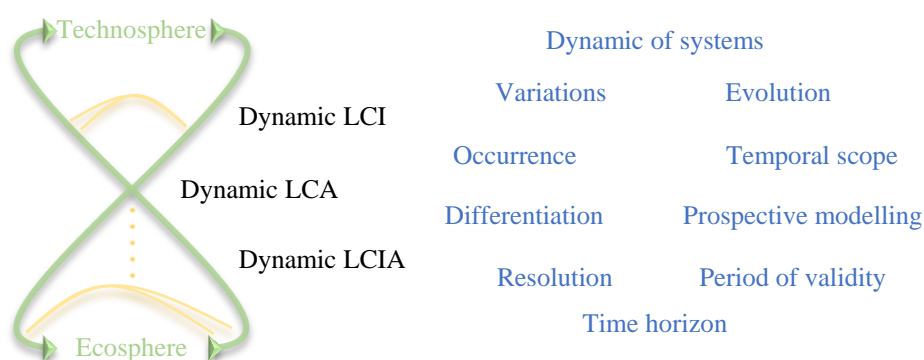 Technosphere
Dynamic LCI
Dynamic LCA
Dynamic LCIA
Ecosphere
Dynamic of systems
Variations Evolution
Occurrence Temporal scope
Differentiation Prospective modelling
Resolution Period of validity
Time horizon